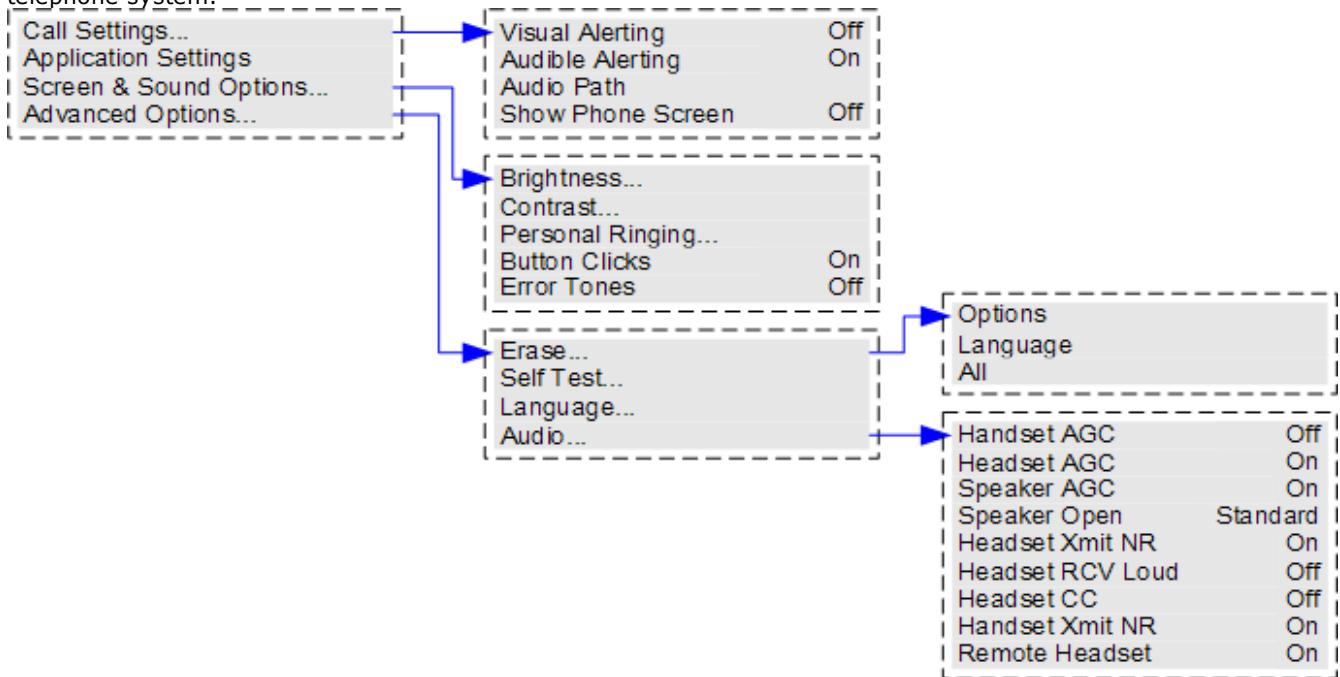 telephone system.
Call Settings...
Application Settings
Screen & Sound Options...
Advanced Options...
Visual Alerting Off
Audible Alerting On
Audio Path
Show Phone Screen Off
Brightness...
Contrast...
Personal Ringing...
Button Clicks On
Error Tones Off
Erase...
Self Test...
Language...
Audio...
Options
Language
All
Handset AGC Off
Headset AGC On
Speaker AGC On
Speaker Open Standard
Headset Xmit NR On
Headset RCV Loud Off
Headset CC Off
Handset Xmit NR On
Remote Headset On